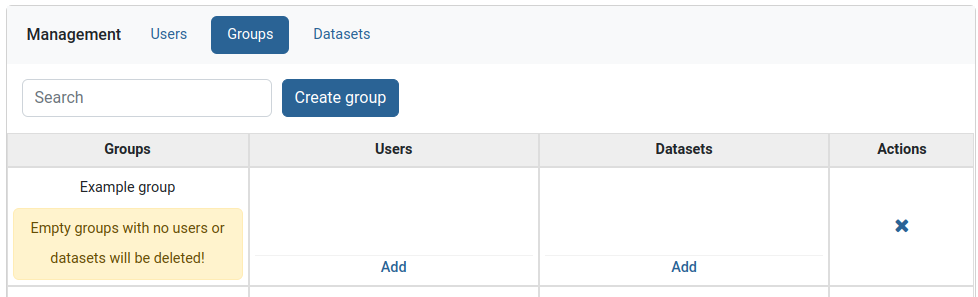 Management Users Groups Datasets
Search Create group
Groups Users Datasets Actions
Example group
Empty groups with no users or
datasets will be deleted!
Add Add